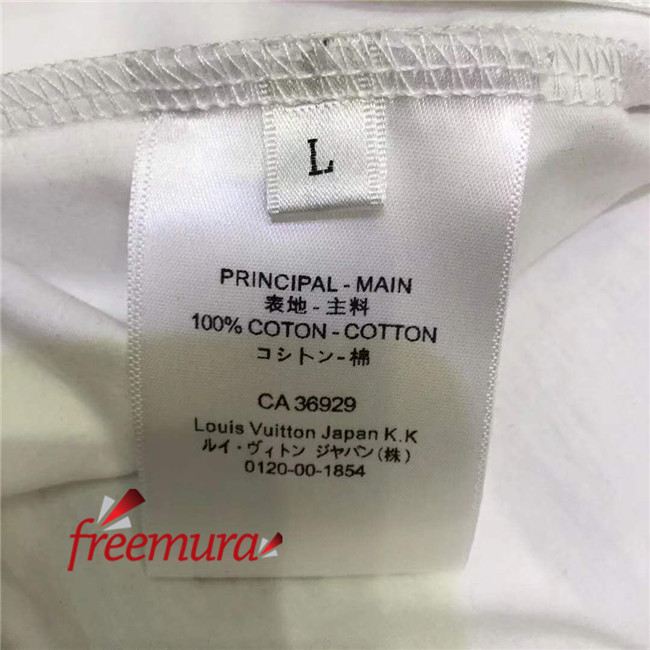 L
PRINCIPAL - MAIN
表地 - 主料
100% COTON - COTTON
コシトン - 棉
CA 36929
Louis Vuitton Japan K.K
ルイ・ヴィトン ジャパン(株)
0120-00-1854
freemura